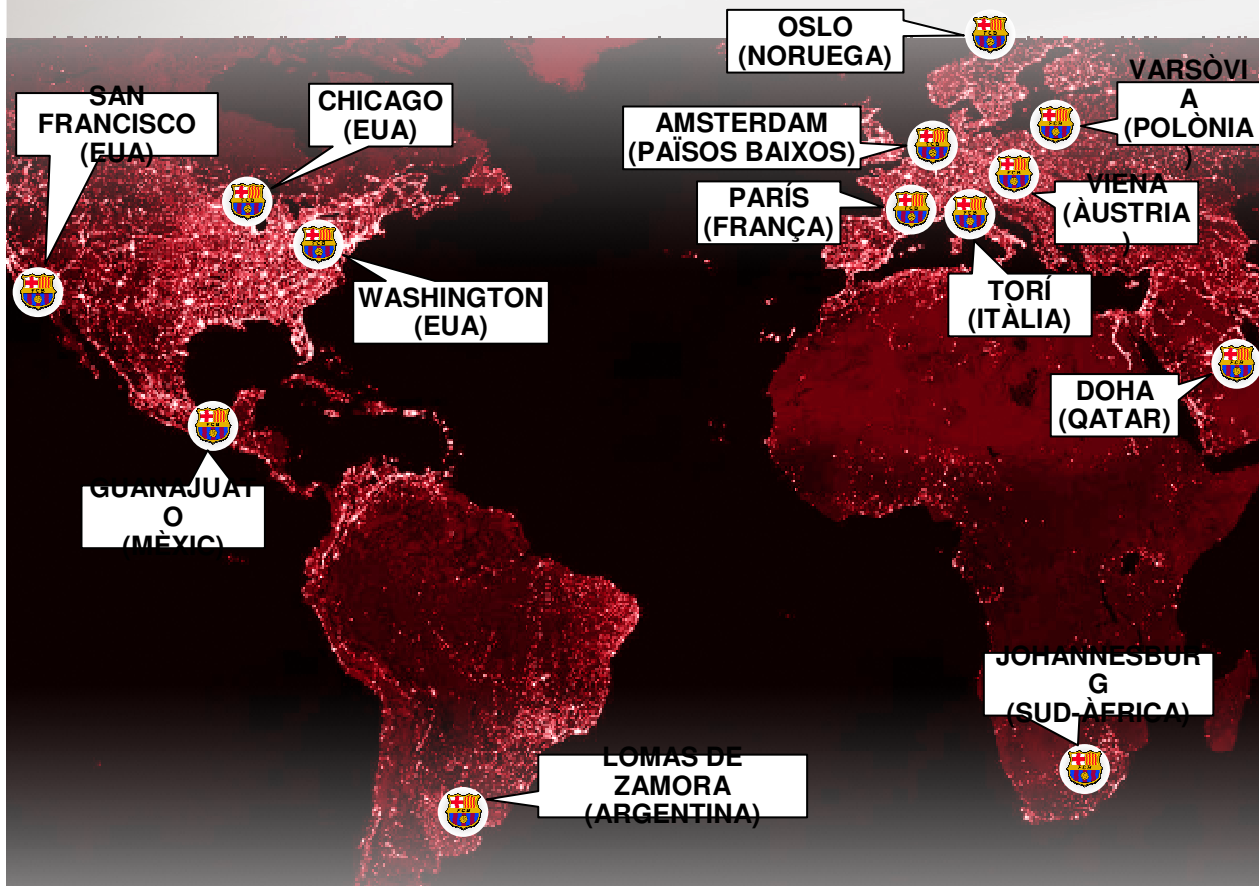 OSLO
(NORUEGA)
VARSÒVI
A
(POLÒNIA
)
SAN
FRANCISCO
(EUA)
CHICAGO
(EUA)
AMSTERDAM
(PAÏSOS BAIXOS)
VIENA
(ÀUSTRIA
)
PARÍS
(FRANÇA)
WASHINGTON
(EUA)
TORÍ
(ITÀLIA)
DOHA
(QATAR)
GUANAJUAT
O
(MÈXIC)
JOHANNESBUR
G
(SUD-ÀFRICA)
LOMAS DE
ZAMORA
(ARGENTINA)